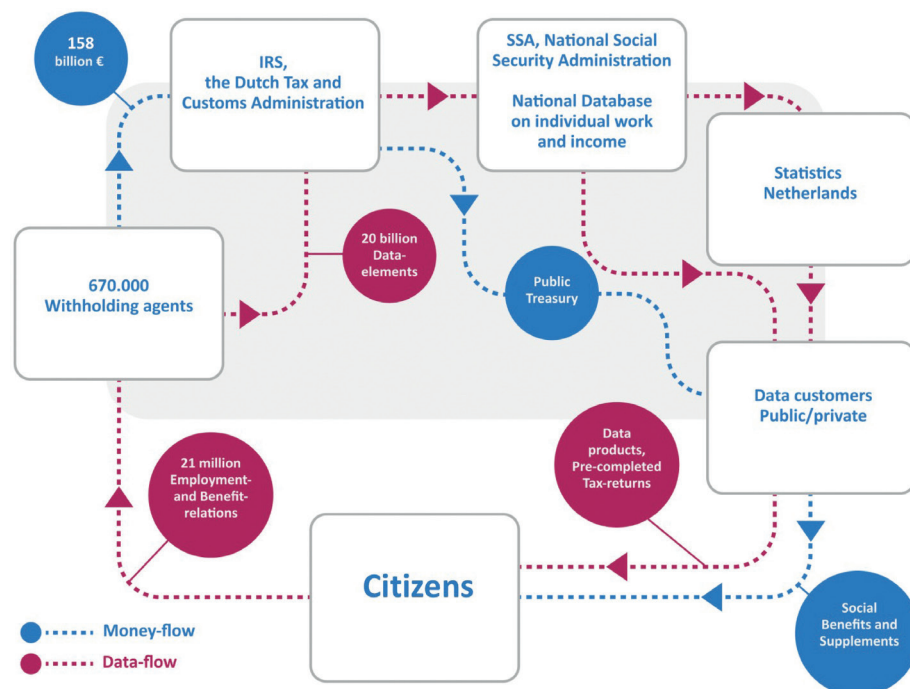 158
billion €
IRS,
the Dutch Tax and
Customs Administration
SSA, National Social
Security Administration
National Database
on individual work
and income
Statistics
Netherlands
670.000
Withholding agents
20 billion
Data-
elements
Public
Treasury
Data customers
Public/private
21 million
Employment-
and Benefit-
relations
Data
products,
Pre-completed
Tax-returns
Citizens
Social
Benefits and
Supplements
Money-flow
Data-flow